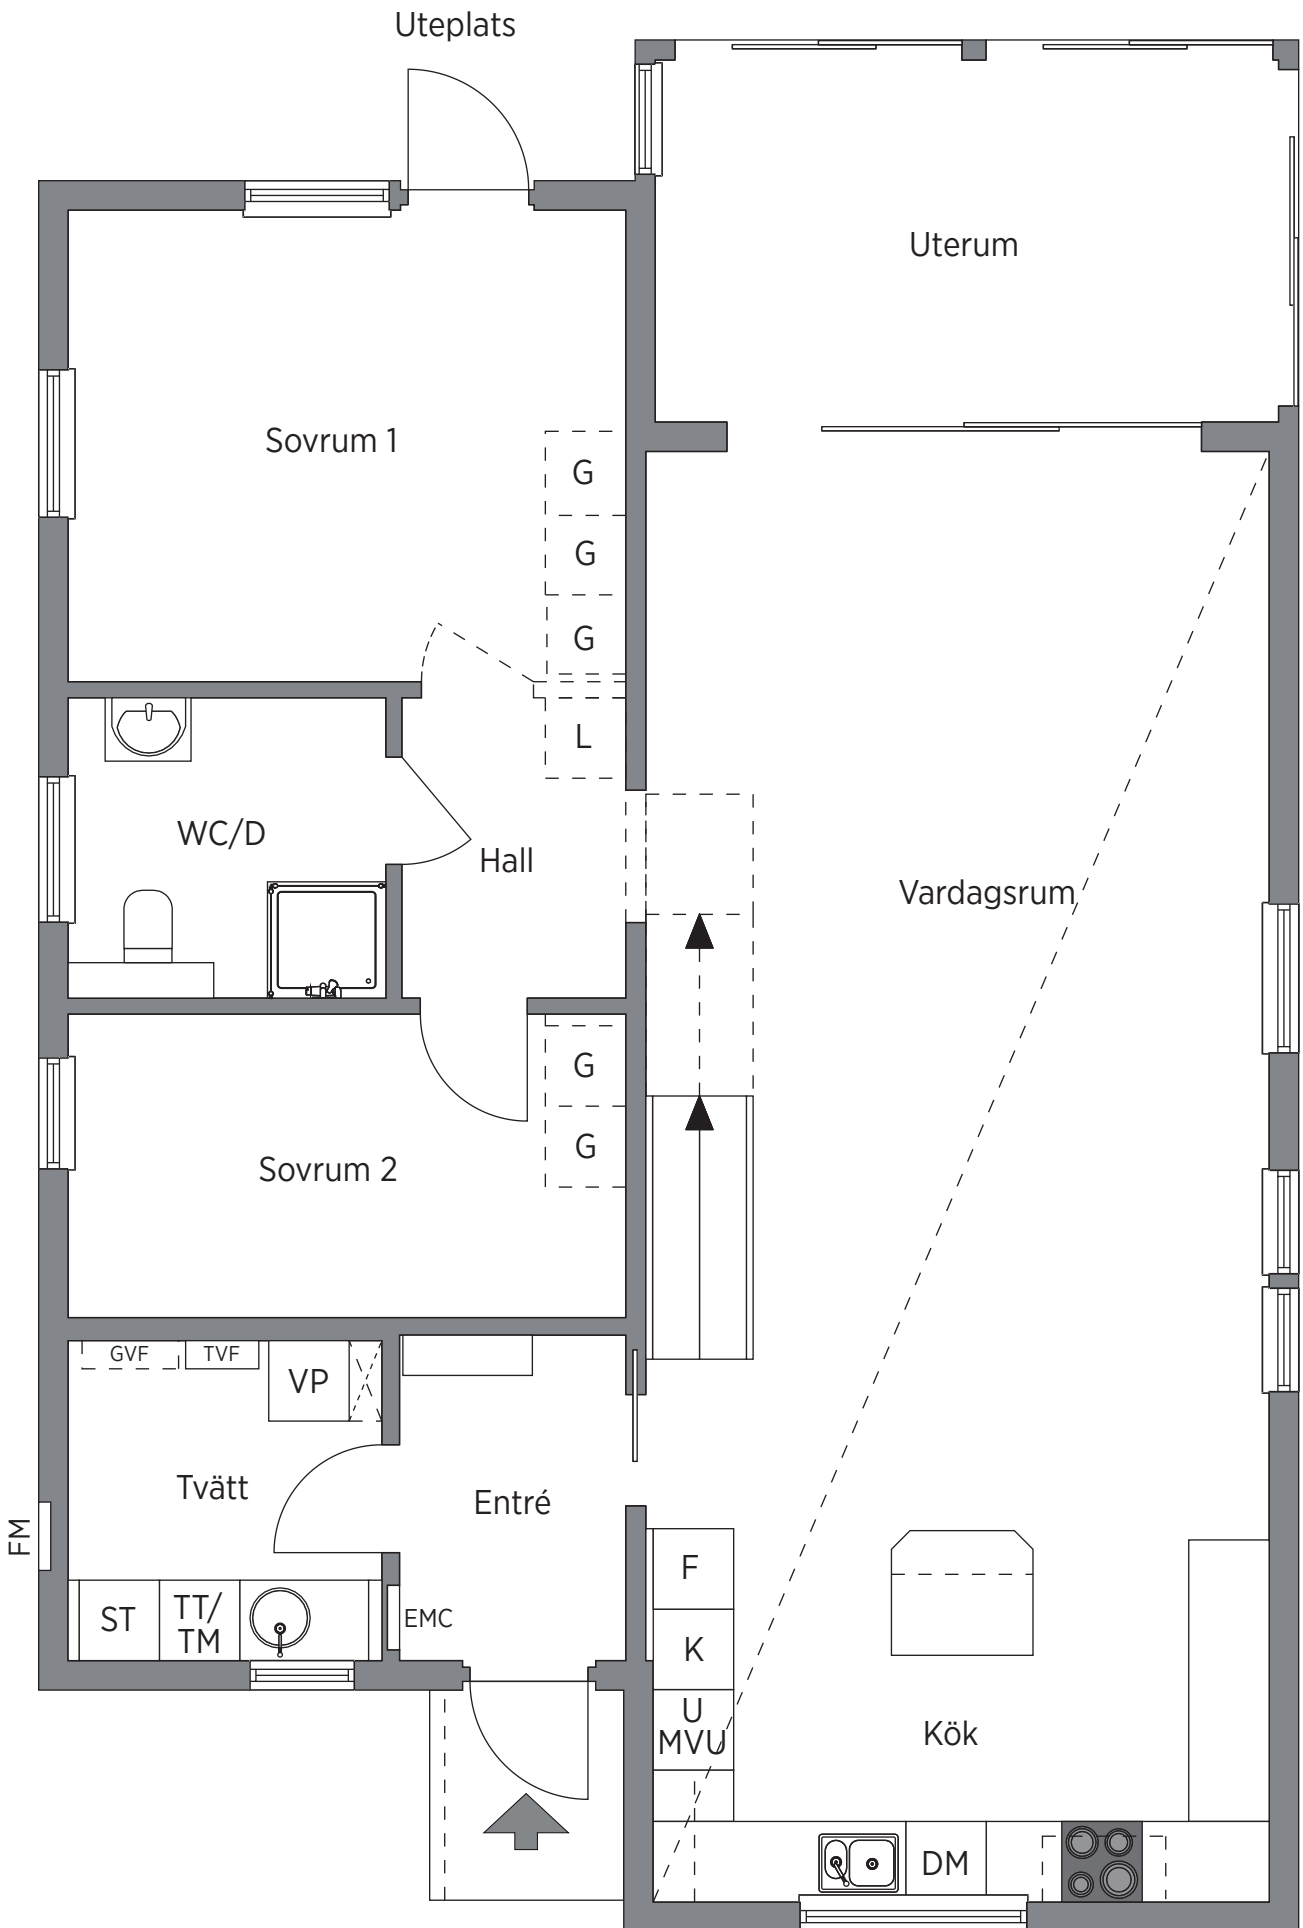 Uteplats
Uterum
Sovrum 1
G
G
G
L
WC/D
Hall
Vardagsrum
G
G
Sovrum 2
GVF
TVF
VP
Tvätt
Entré
FM
ST
TT/
TM
EMC
F
K
U
MVU
Kök
DM